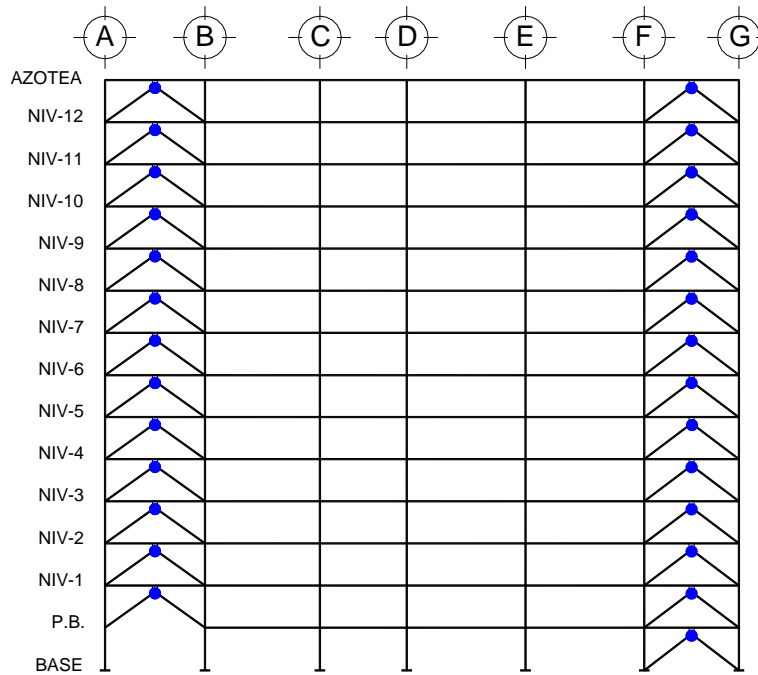 A B C D E F G
AZOTEA
NIV-12
NIV-11
NIV-10
NIV-9
NIV-8
NIV-7
NIV-6
NIV-5
NIV-4
NIV-3
NIV-2
NIV-1
P.B.
BASE